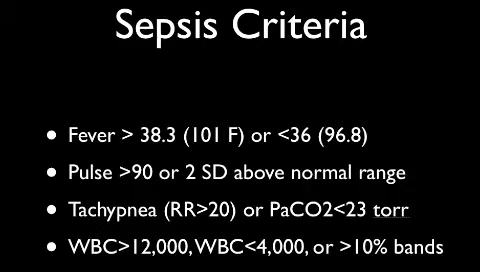 Sepsis Criteria
• Fever > 38.3 (101 F) or <36 (96.8)
• Pulse >90 or 2 SD above normal range
• Tachypnea (RR>20) or PaCO2<23 torr
• WBC>12,000,WBC<4,000, or >10% bands